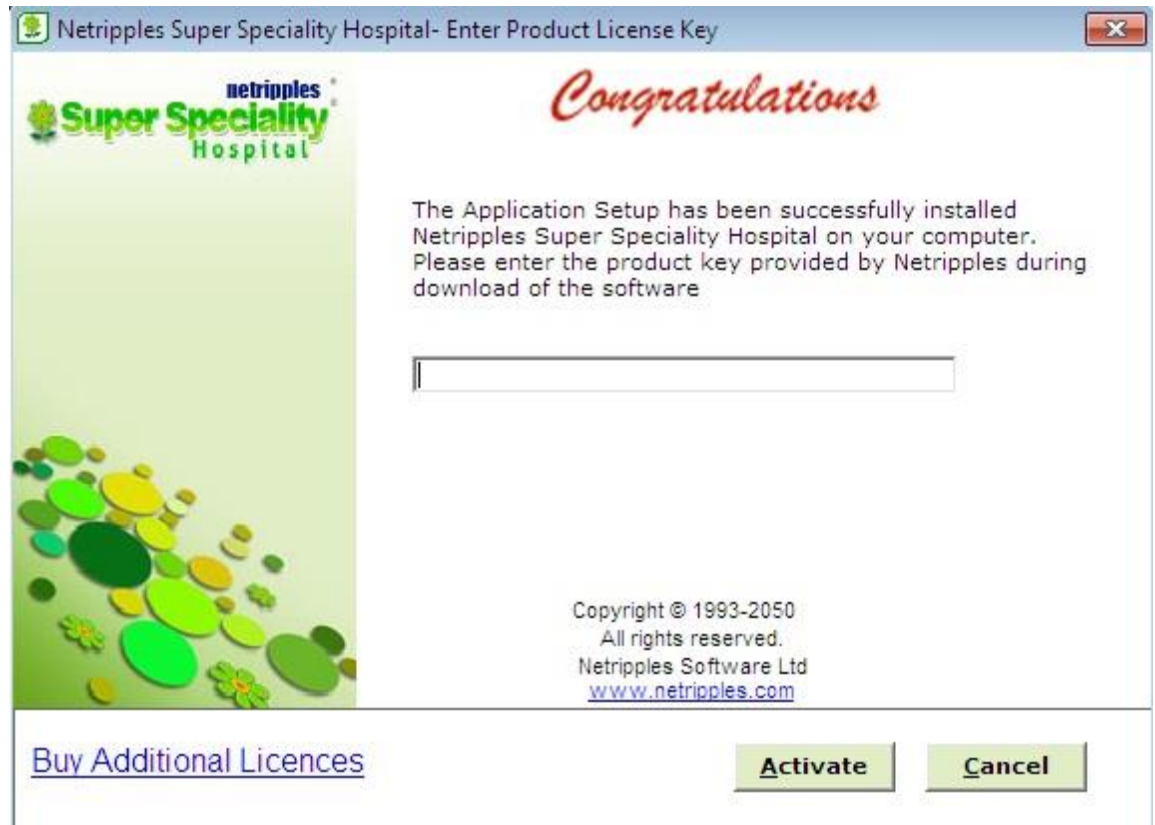 Netripples Super Speciality Hospital- Enter Product License Key
netripples
Super Speciality
Hospital
Congratulations
The Application Setup has been successfully installed
Netripples Super Speciality Hospital on your computer.
Please enter the product key provided by Netripples during
download of the software
Copyright © 1993-2050
All rights reserved.
Netripples Software Ltd
www.netripples.com
Buy Additional Licences
Activate
Cancel